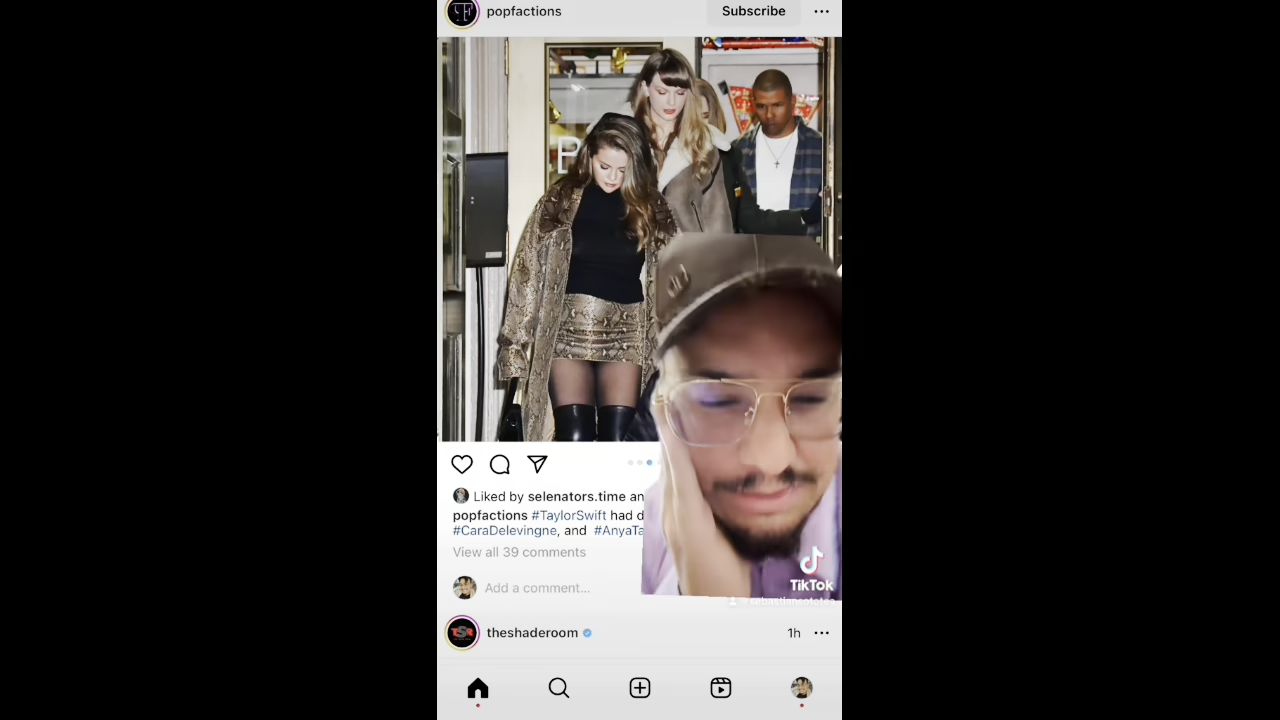 popfactions
Subscribe
P
Liked by selenators.time an
popfactions #TaylorSwift had d
#CaraDelevingne, and #AnyaTa
View all 39 comments
Add a comment...
TikTok
theshaderoom
1h